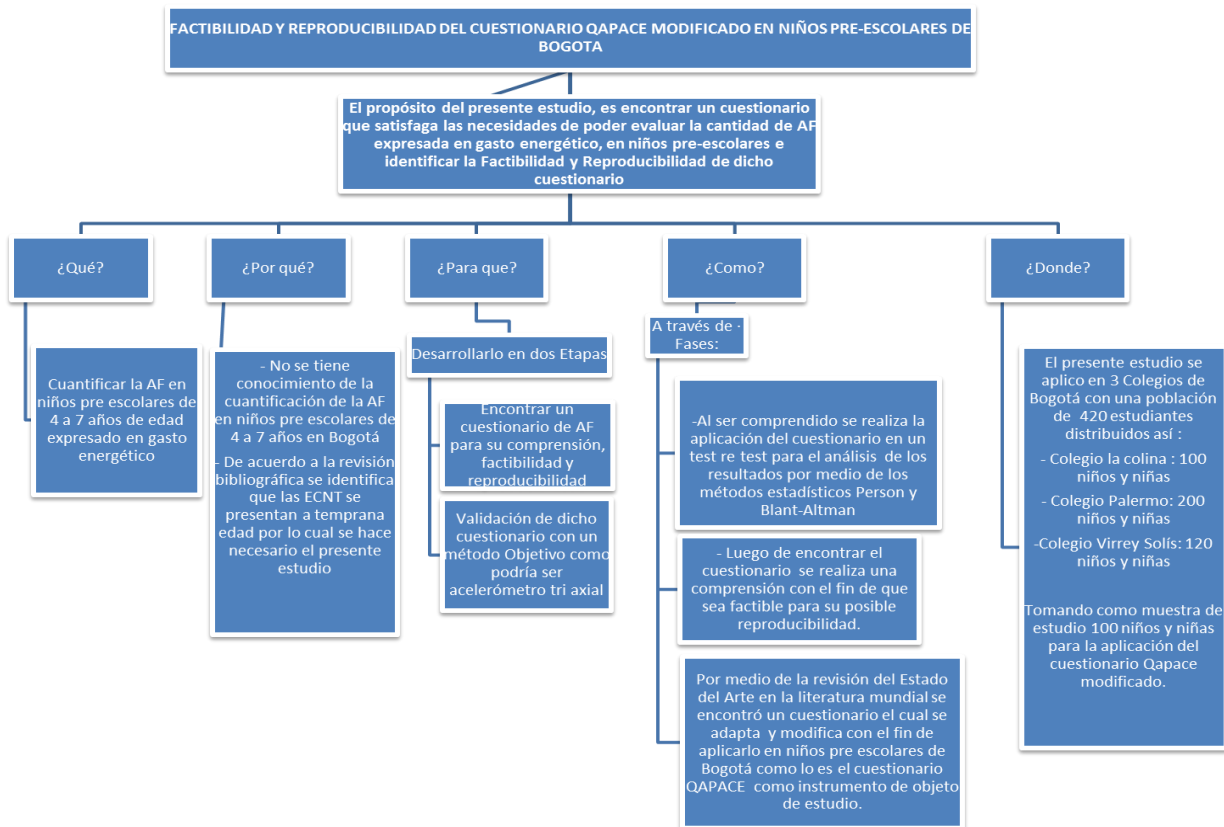 FACTIBILIDAD Y REPRODUCIBILIDAD DEL CUESTIONARIO QAPACE MODIFICADO EN NIÑOS PRE-ESCOLARES DE
BOGOTA
El propósito del presente estudio, es encontrar un cuestionario
que satisfaga las necesidades de poder evaluar la cantidad de AF
expresada en gasto energético, en niños pre-escolares e
identificar la Factibilidad y Reproducibilidad de dicho
cuestionario
¿Qué?
Cuantificar la AF en
niños pre escolares de
4 a 7 años de edad
expresado en gasto
energético
¿Por qué?
- No se tiene
conocimiento de la
cuantificación de la AF
en niños pre escolares de
4 a 7 años en Bogotá
- De acuerdo a la revisión
bibliográfica se identifica
que las ECNT se
presentan a temprana
edad por lo cual se hace
necesario el presente
estudio
¿Para que?
Desarrollarlo en dos Etapas
Encontrar un
cuestionario de AF
para su comprensión,
factibilidad y
reproducibilidad
Validación de dicho
cuestionario con un
método Objetivo como
podría ser
acelerómetro tri axial
¿Como?
A través de ·
Fases:
-Al ser comprendido se realiza la
aplicación del cuestionario en un
test re test para el análisis de los
resultados por medio de los
métodos estadísticos Person y
Blant-Altman
- Luego de encontrar el
cuestionario se realiza una
comprensión con el fin de que
sea factible para su posible
reproducibilidad.
Por medio de la revisión del Estado
del Arte en la literatura mundial se
encontró un cuestionario el cual se
adapta y modifica con el fin de
aplicarlo en niños pre escolares de
Bogotá como lo es el cuestionario
QAPACE como instrumento de objeto
de estudio.
¿Donde?
El presente estudio se
aplico en 3 Colegios de
Bogotá con una población
de 420 estudiantes
distribuidos así :
- Colegio la colina : 100
niños y niñas
- Colegio Palermo: 200
niños y niñas
-Colegio Virrey Solís: 120
niños y niñas
Tomando como muestra de
estudio 100 niños y niñas
para la aplicación del
cuestionario Qapace
modificado.